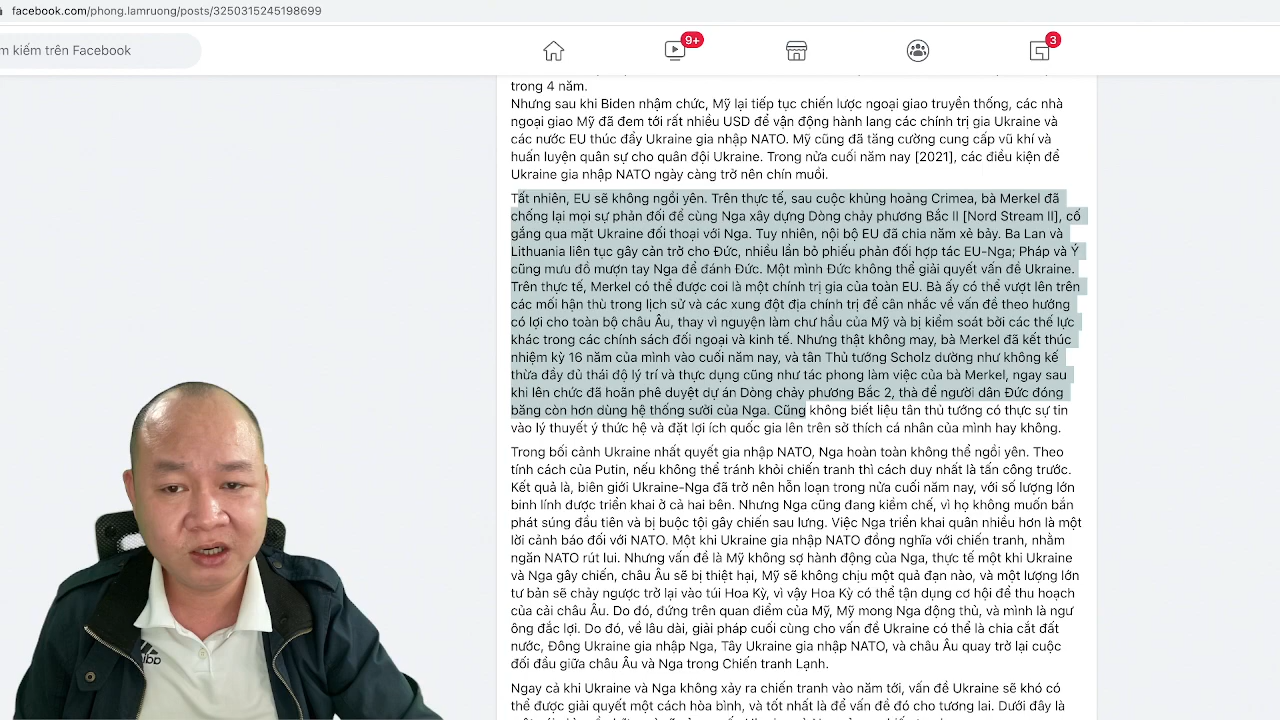 facebook.com/phong.lamruong/posts/3250315245198699
m kiếm trên Facebook
9+
3
trong 4 năm.
Nhưng sau khi Biden nhậm chức, Mỹ lại tiếp tục chiến lược ngoại giao truyền thống, các nhà
ngoại giao Mỹ đã đem tới rất nhiều USD để vận động hành lang các chính trị gia Ukraine và
các nước EU thúc đẩy Ukraine gia nhập NATO. Mỹ cũng đã tăng cường cung cấp vũ khí và
huấn luyện quân sự cho quân đội Ukraine. Trong nửa cuối năm nay [2021], các điều kiện để
Ukraine gia nhập NATO ngày càng trở nên chín muồi.
Tất nhiên, EU sẽ không ngồi yên. Trên thực tế, sau cuộc khủng hoảng Crimea, bà Merkel đã
chống lại mọi sự phản đối để cùng Nga xây dựng Dòng chảy phương Bắc II [Nord Stream II], cố
gắng qua mặt Ukraine đối thoại với Nga. Tuy nhiên, nội bộ EU đã chia năm xẻ bảy. Ba Lan và
Lithuania liên tục gây cản trở cho Đức, nhiều lần bỏ phiếu phản đối hợp tác EU-Nga; Pháp và Ý
cũng mưu đồ mượn tay Nga để đánh Đức. Một mình Đức không thể giải quyết vấn đề Ukraine.
Trên thực tế, Merkel có thể được coi là một chính trị gia của toàn EU. Bà ấy có thể vượt lên trên
các mối hận thù trong lịch sử và các xung đột địa chính trị để cân nhắc về vấn đề theo hướng
có lợi cho toàn bộ châu Âu, thay vì nguyện làm chư hầu của Mỹ và bị kiểm soát bởi các thế lực
khác trong các chính sách đối ngoại và kinh tế. Nhưng thật không may, bà Merkel đã kết thúc
nhiệm kỳ 16 năm của mình vào cuối năm nay, và tân Thủ tướng Scholz dường như không kế
thừa đầy đủ thái độ lý trí và thực dụng cũng như tác phong làm việc của bà Merkel, ngay sau
khi lên chức đã hoãn phê duyệt dự án Dòng chảy phương Bắc 2, thà để người dân Đức đóng
băng còn hơn dùng hệ thống sưởi của Nga. Cũng không biết liệu tân thủ tướng có thực sự tin
vào lý thuyết ý thức hệ và đặt lợi ích quốc gia lên trên sở thích cá nhân của mình hay không.
Trong bối cảnh Ukraine nhất quyết gia nhập NATO, Nga hoàn toàn không thể ngồi yên. Theo
tính cách của Putin, nếu không thể tránh khỏi chiến tranh thì cách duy nhất là tấn công trước.
Kết quả là, biên giới Ukraine-Nga đã trở nên hỗn loạn trong nửa cuối năm nay, với số lượng lớn
binh lính được triển khai ở cả hai bên. Nhưng Nga cũng đang kiềm chế, vì họ không muốn bắn
phát súng đầu tiên và bị buộc tội gây chiến sau lưng. Việc Nga triển khai quân nhiều hơn là một
lời cảnh báo đối với NATO. Một khi Ukraine gia nhập NATO đồng nghĩa với chiến tranh, nhằm
ngăn NATO rút lui. Nhưng vấn đề là Mỹ không sợ hành động của Nga, thực tế một khi Ukraine
và Nga gây chiến, châu Âu sẽ bị thiệt hại, Mỹ sẽ không chịu một quả đạn nào, và một lượng lớn
tư bản sẽ chảy ngược trở lại vào túi Hoa Kỳ, vì vậy Hoa Kỳ có thể tận dụng cơ hội để thu hoạch
của cải châu Âu. Do đó, đứng trên quan điểm của Mỹ, Mỹ mong Nga động thủ, và mình là ngư
ông đắc lợi. Do đó, về lâu dài, giải pháp cuối cùng cho vấn đề Ukraine có thể là chia cắt đất
nước, Đông Ukraine gia nhập Nga, Tây Ukraine gia nhập NATO, và châu Âu quay trở lại cuộc
đối đầu giữa châu Âu và Nga trong Chiến tranh Lạnh.
Ngay cả khi Ukraine và Nga không xảy ra chiến tranh vào năm tới, vấn đề Ukraine sẽ khó có
thể được giải quyết một cách hòa bình, và tốt nhất là để vấn đề đó cho tương lai. Dưới đây là